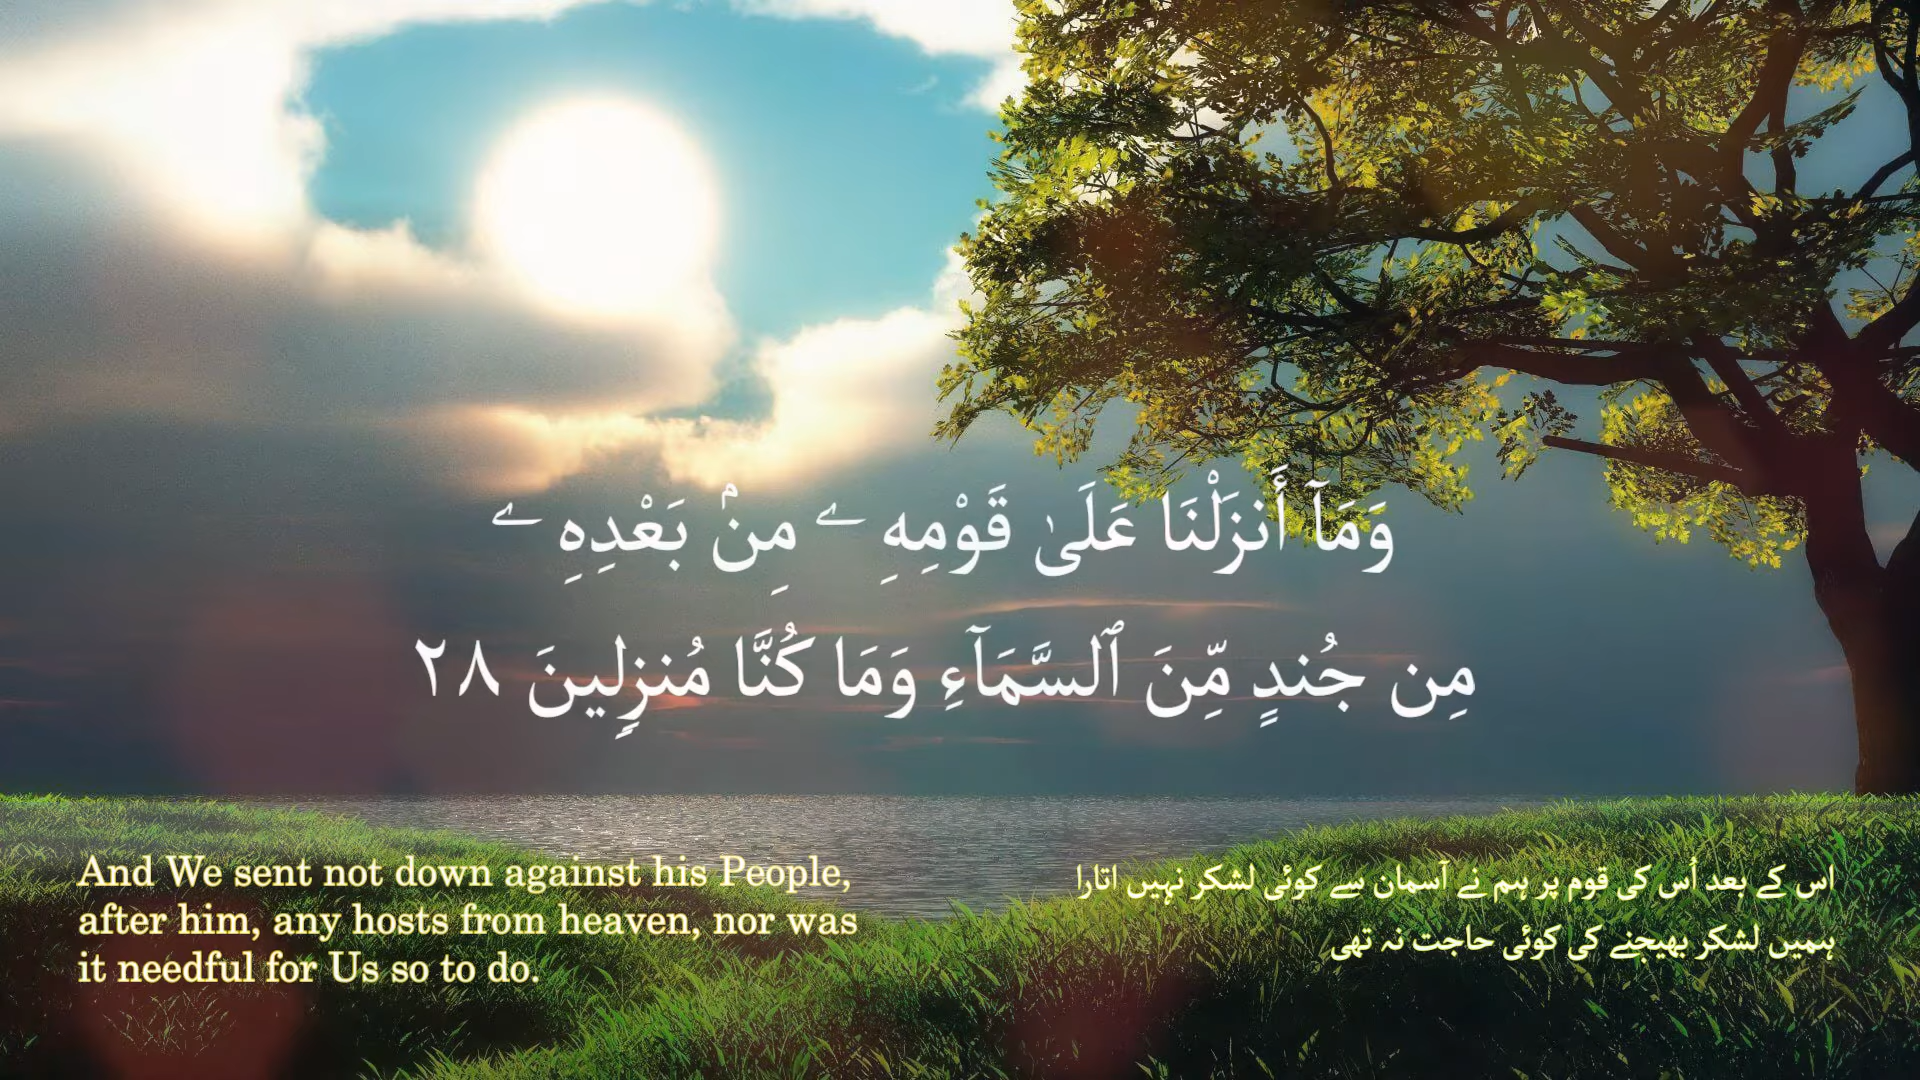 وَمَآ أَنزَلْنَا عَلَىٰ قَوْمِهِۦ مِنۢ بَعْدِهِۦ
مِن جُندٍ مِّنَ ٱلسَّمَآءِ وَمَا كُنَّا مُنزِلِينَ ٢٨
And We sent not down against his People,
after him, any hosts from heaven, nor was
it needful for Us so to do.
اس کے بعد اُس کی قوم پر ہم نے آسمان سے کوئی لشکر نہیں اتارا
ہمیں لشکر بھیجنے کی کوئی حاجت نہ تھی